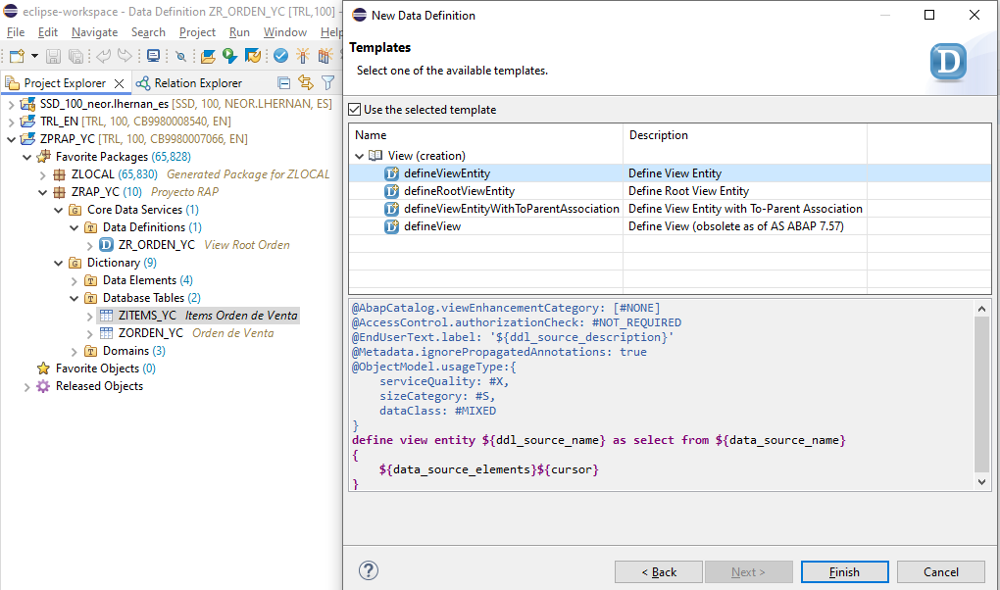 eclipse-workspace - Data Definition ZR_ORDEN_YC [TRL,100] -
File Edit Navigate Search Project Run Window Help
Project Explorer
Relation Explorer
SSD_100_neor.lhernan_es [SSD, 100, NEOR.LHERNAN, ES]
TRL_EN [TRL, 100, CB9980008540, EN]
ZPRAP_YC [TRL, 100, CB9980007066, EN]
Favorite Packages (65,828)
ZLOCAL (65,830) Generated Package for ZLOCAL
ZRAP_YC (10) Proyecto RAP
Core Data Services (1)
Data Definitions (1)
ZR_ORDEN_YC View Root Orden
Dictionary (9)
Data Elements (4)
Database Tables (2)
ZITEMS_YC Items Orden de Venta
ZORDEN_YC Orden de Venta
Domains (3)
Favorite Objects (0)
Released Objects
New Data Definition
Templates
Select one of the available templates.
D
Use the selected template
Name Description
View (creation)
defineViewEntity Define View Entity
defineRootViewEntity Define Root View Entity
defineViewEntityWithToParentAssociation Define View Entity with To-Parent Association
defineView Define View (obsolete as of AS ABAP 7.57)
@AbapCatalog.viewEnhancementCategory: [#NONE]
@AccessControl.authorizationCheck: #NOT_REQUIRED
@EndUserText.label: '${ddl_source_description}'
@Metadata.ignorePropagatedAnnotations: true
@ObjectModel.usageType:{
serviceQuality: #X,
sizeCategory: #S,
dataClass: #MIXED
}
define view entity ${ddl_source_name} as select from ${data_source_name}
{
${data_source_elements}${cursor}
}
? < Back Next > Finish Cancel